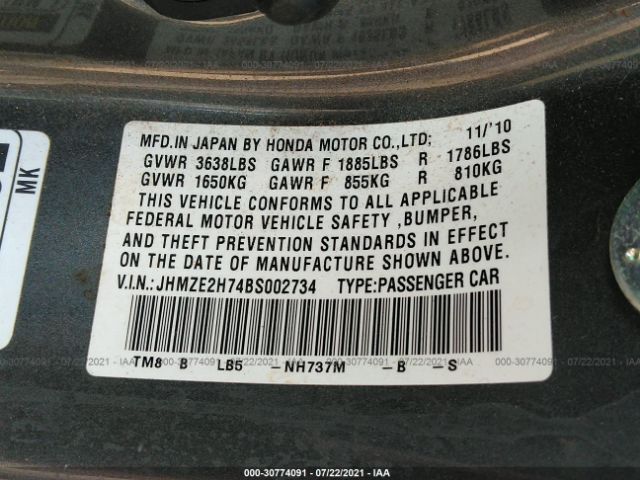 MFD.IN JAPAN BY HONDA MOTOR CO.,LTD; 11/'10
GVWR 3638LBS GAWR F 1885LBS R 1786LBS
GVWR 1650KG GAWR F 855KG R 810KG
THIS VEHICLE CONFORMS TO ALL APPLICABLE
FEDERAL MOTOR VEHICLE SAFETY ,BUMPER,
AND THEFT PREVENTION STANDARDS IN EFFECT
ON THE DATE OF MANUFACTURE SHOWN ABOVE.
V.I.N.: JHMZE2H74BS002734 TYPE:PASSENGER CAR
TM8 B LB5 -NH737M -B -S
MK
000-30774091 - 07/22/2021 - IAA